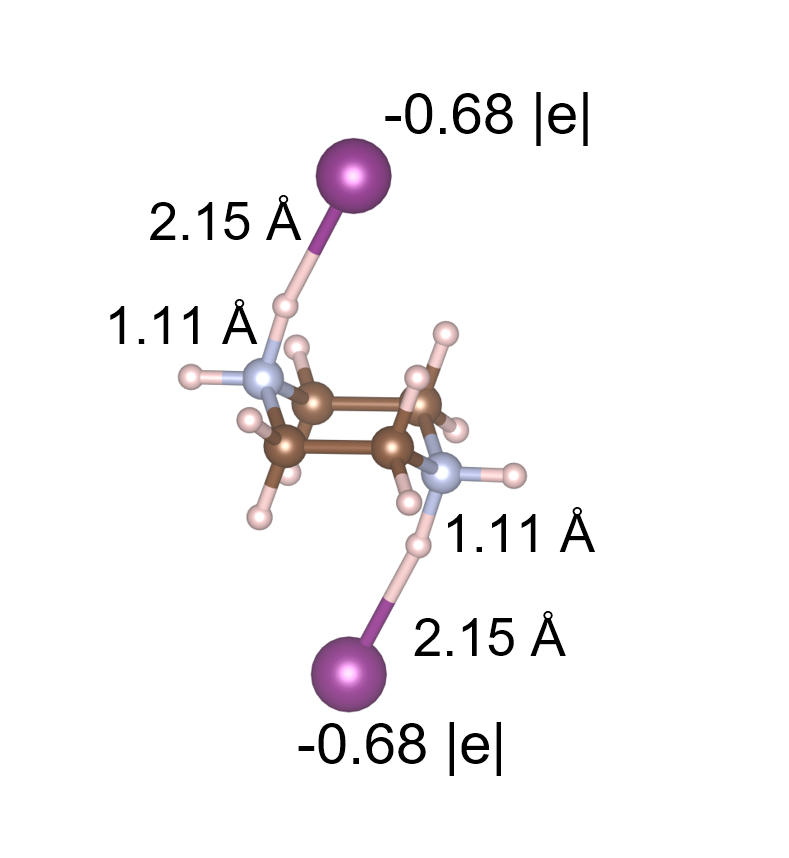 -0.68 |e|
2.15 Å
1.11 Å
1.11 Å
2.15 Å
-0.68 |e|